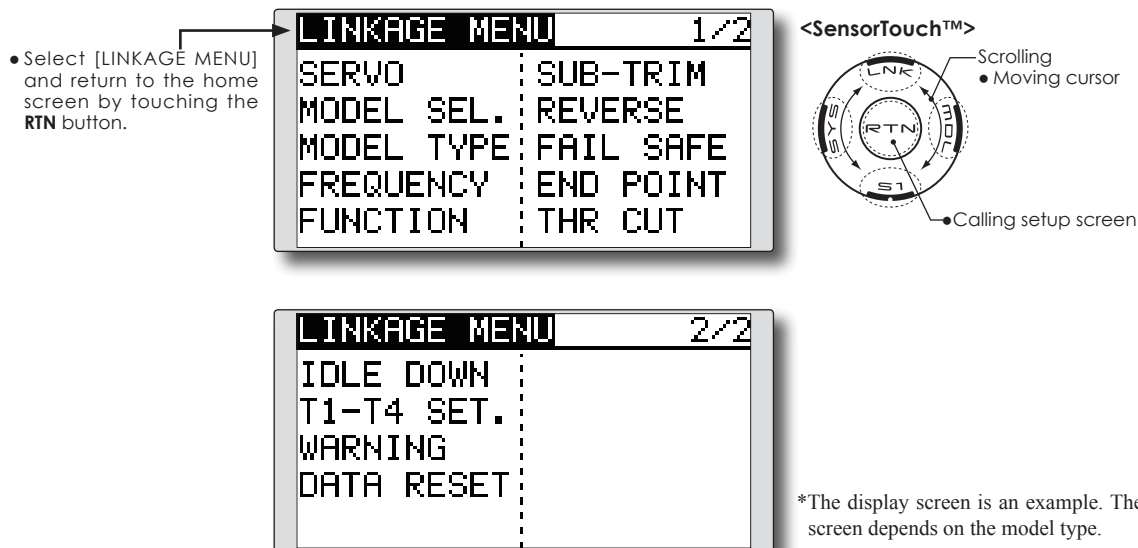 ● Select [LINKAGE MENU]
and return to the home
screen by touching the
RTN button.
LINKAGE MENU 1/2
SERVO SUB-TRIM
MODEL SEL. REVERSE
MODEL TYPE FAIL SAFE
FREQUENCY END POINT
FUNCTION THR CUT
<SensorTouch™>
Scrolling
● Moving cursor
LNK
SYS
RTN
MDL
S1
●Calling setup screen
LINKAGE MENU 2/2
IDLE DOWN
T1-T4 SET.
WARNING
DATA RESET
*The display screen is an example. The
screen depends on the model type.